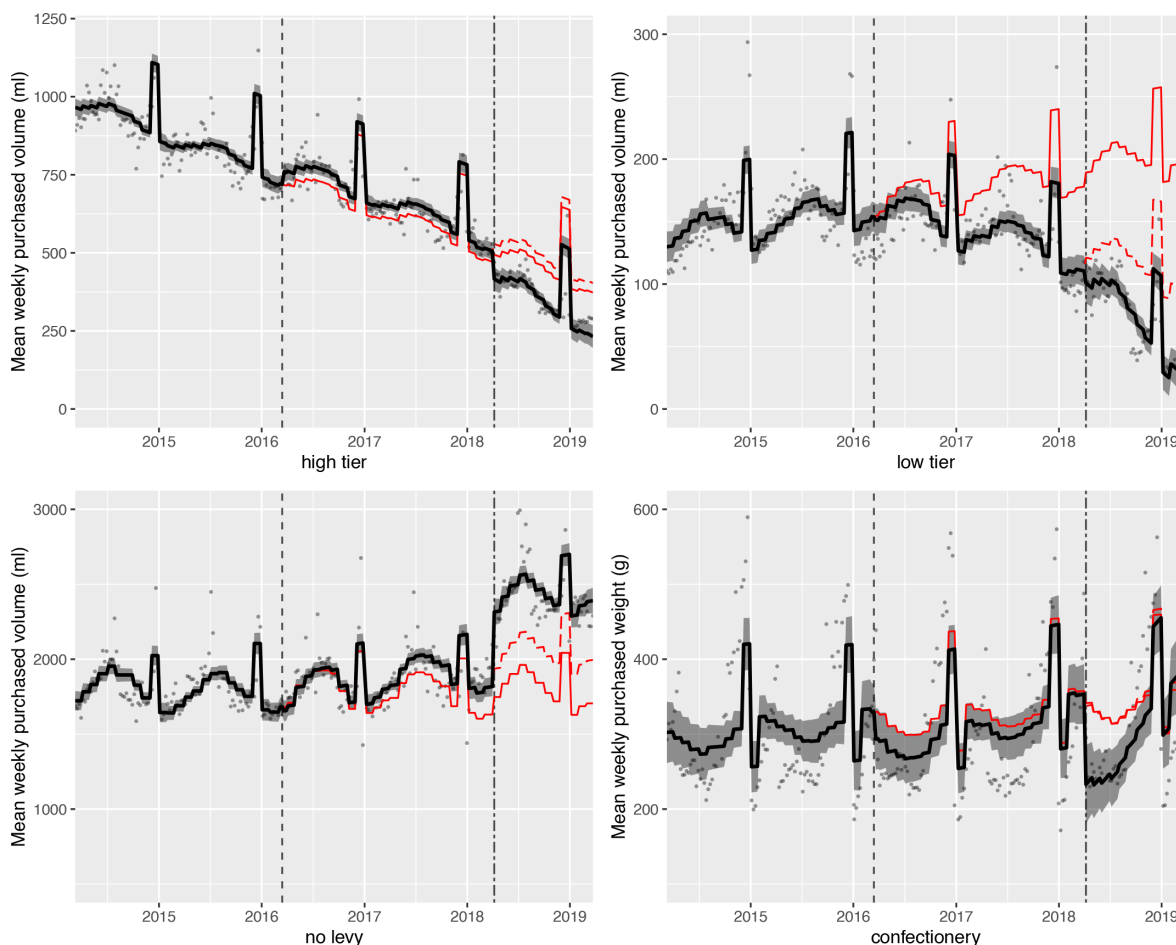 Mean weekly purchased volume (ml)
1250
1000
750
500
250
0
2015 2016 2017 2018 2019
high tier
Mean weekly purchased volume (ml)
300
200
100
0
2015 2016 2017 2018 2019
low tier
Mean weekly purchased volume (ml)
3000
2000
1000
2015 2016 2017 2018 2019
no levy
Mean weekly purchased weight (g)
600
400
200
2015 2016 2017 2018 2019
confectionery